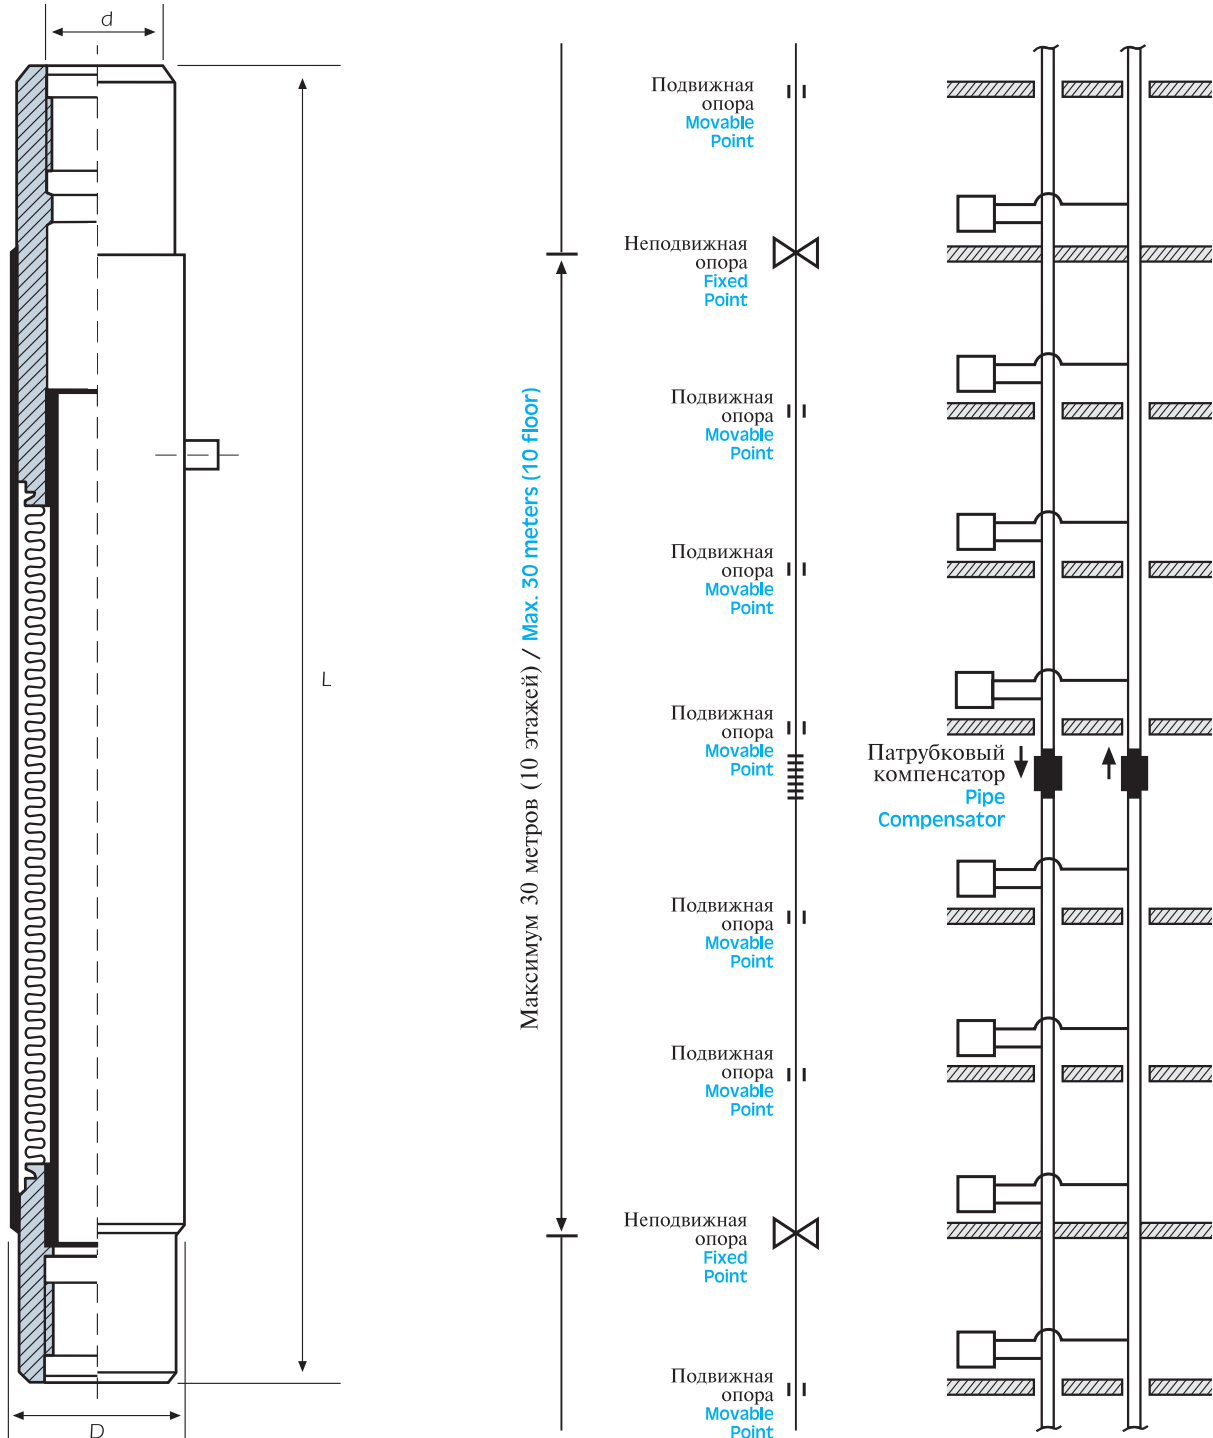 d
L
D
Максимум 30 метров (10 этажей) / Max. 30 meters (10 floor)
Подвижная
опора
Movable
Point
Неподвижная
опора
Fixed
Point
Подвижная
опора
Movable
Point
Подвижная
опора
Movable
Point
Подвижная
опора
Movable
Point
Подвижная
опора
Movable
Point
Подвижная
опора
Movable
Point
Неподвижная
опора
Fixed
Point
Подвижная
опора
Movable
Point
Патрубковый
компенсатор
Pipe
Compensator